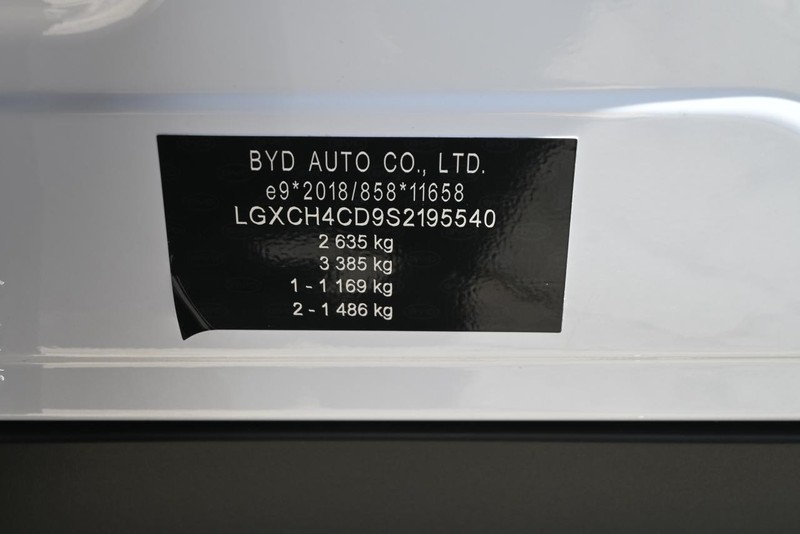 BYD AUTO CO., LTD.
e9*2018/858*11658
LGXCH4CD9S2195540
2 635 kg
3 385 kg
1 - 1 169 kg
2 - 1 486 kg